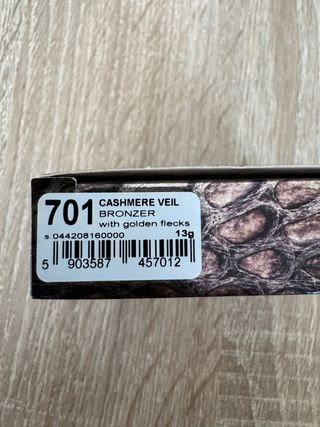 701 CASHMERE VEIL
BRONZER
with golden flecks
s.044208160000
13g
5 903587 457012